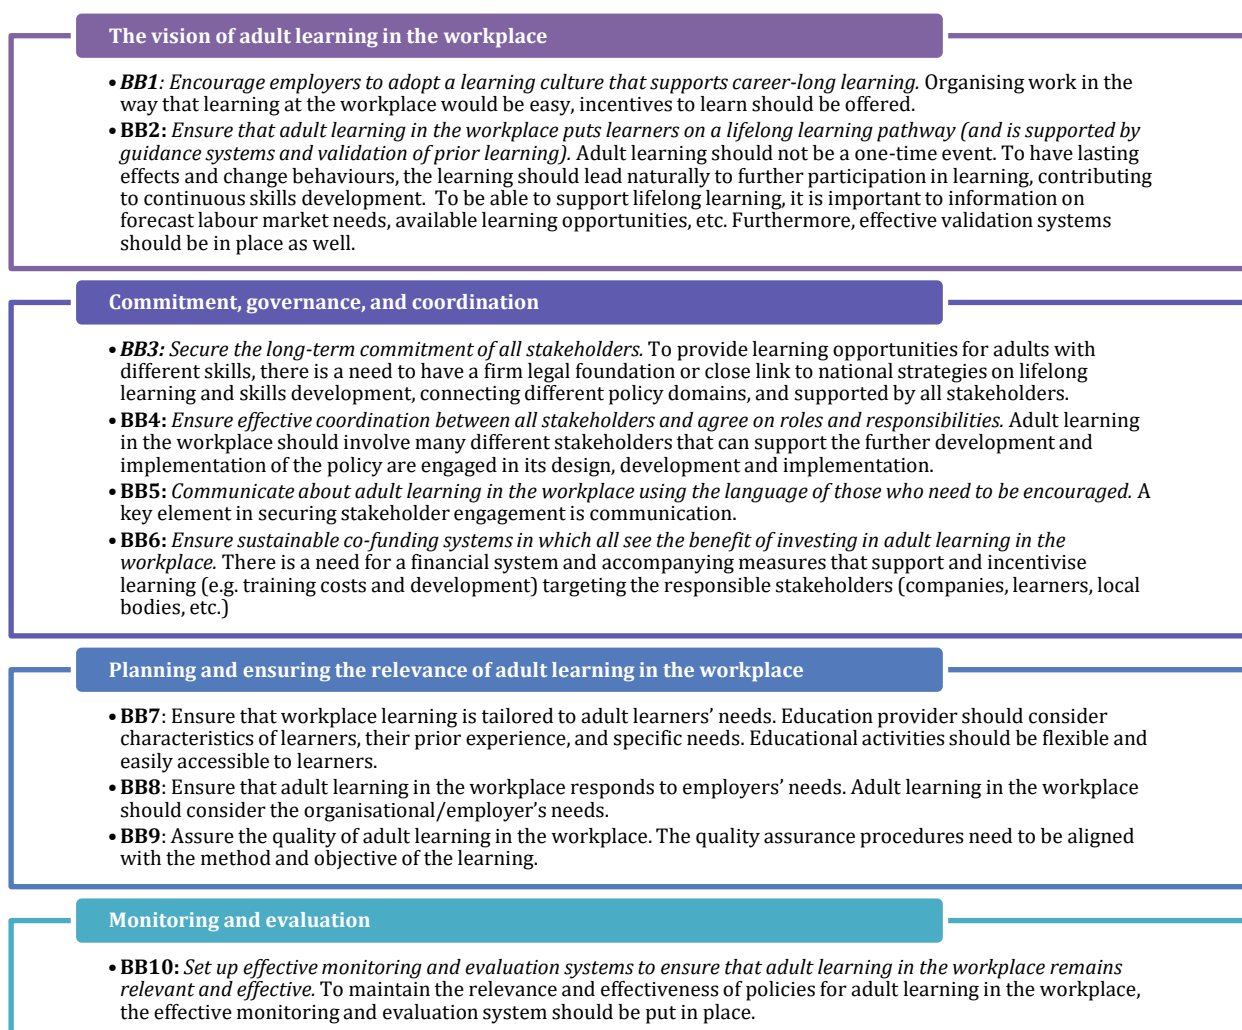 The vision of adult learning in the workplace
•BB1: Encourage employers to adopt a learning culture that supports career-long learning. Organising work in the
way that learning at the workplace would be easy, incentives to learn should be offered.
•BB2: Ensure that adult learning in the workplace puts learners on a lifelong learning pathway (and is supported by
guidance systems and validation of prior learning). Adult learning should not be a one-time event. To have lasting
effects and change behaviours, the learning should lead naturally to further participation in learning, contributing
to continuous skills development. To be able to support lifelong learning, it is important to information on
forecast labour market needs, available learning opportunities, etc. Furthermore, effective validation systems
should be in place as well.
Commitment, governance, and coordination
•BB3: Secure the long-term commitment of all stakeholders. To provide learning opportunities for adults with
different skills, there is a need to have a firm legal foundation or close link to national strategies on lifelong
learning and skills development, connecting different policy domains, and supported by all stakeholders.
•BB4: Ensure effective coordination between all stakeholders and agree on roles and responsibilities. Adult learning
in the workplace should involve many different stakeholders that can support the further development and
implementation of the policy are engaged in its design, development and implementation.
•BB5: Communicate about adult learning in the workplace using the language of those who need to be encouraged. A
key element in securing stakeholder engagement is communication.
•BB6: Ensure sustainable co-funding systems in which all see the benefit of investing in adult learning in the
workplace. There is a need for a financial system and accompanying measures that support and incentivise
learning (e.g. training costs and development) targeting the responsible stakeholders (companies, learners, local
bodies, etc.)
Planning and ensuring the relevance of adult learning in the workplace
•BB7: Ensure that workplace learning is tailored to adult learners' needs. Education provider should consider
characteristics of learners, their prior experience, and specific needs. Educational activities should be flexible and
easily accessible to learners.
•BB8: Ensure that adult learning in the workplace responds to employers' needs. Adult learning in the workplace
should consider the organisational/employer's needs.
•BB9: Assure the quality of adult learning in the workplace. The quality assurance procedures need to be aligned
with the method and objective of the learning.
Monitoring and evaluation
•BB10: Set up effective monitoring and evaluation systems to ensure that adult learning in the workplace remains
relevant and effective. To maintain the relevance and effectiveness of policies for adult learning in the workplace,
the effective monitoring and evaluation system should be put in place.